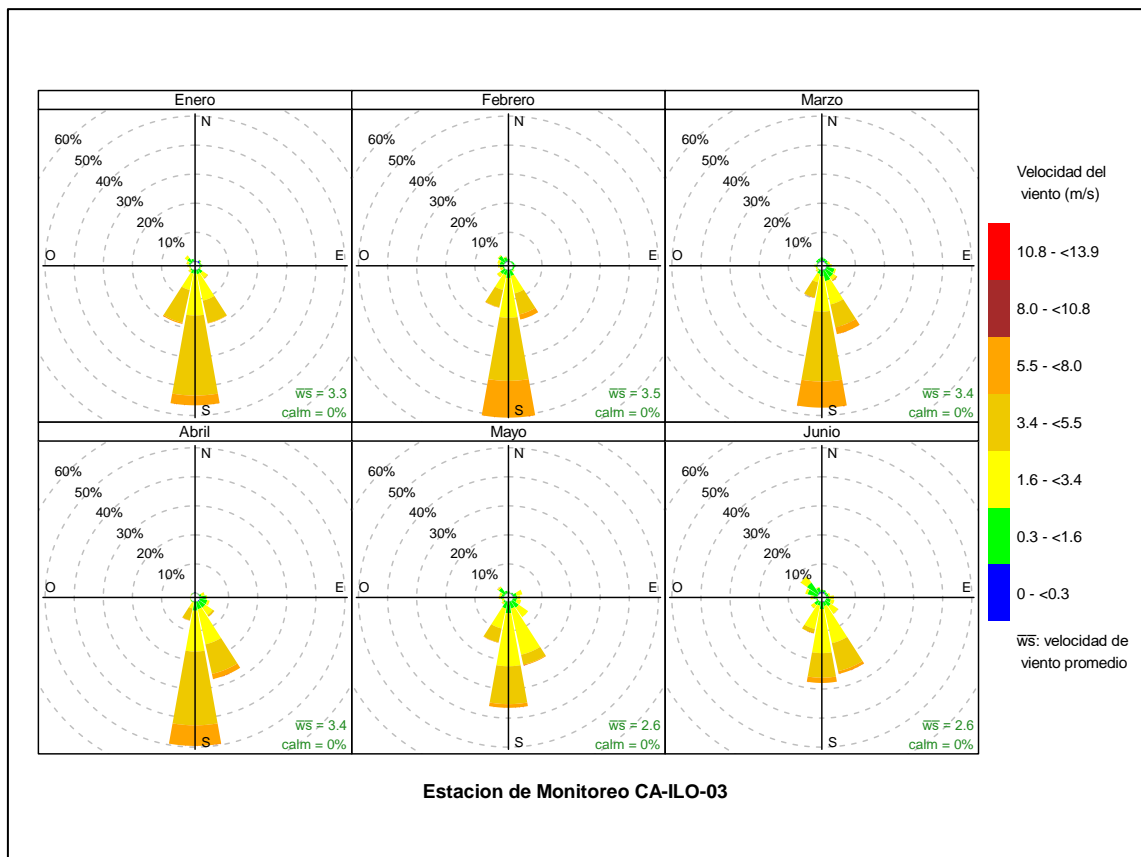 Enero
Febrero
Marzo
N
60%
50%
40%
30%
20%
10%
O
E
S
ws = 3.3
calm = 0%
N
60%
50%
40%
30%
20%
10%
O
E
S
ws = 3.5
calm = 0%
N
60%
50%
40%
30%
20%
10%
O
E
S
ws = 3.4
calm = 0%
Abril
Mayo
Junio
N
60%
50%
40%
30%
20%
10%
O
E
S
ws = 3.4
calm = 0%
N
60%
50%
40%
30%
20%
10%
O
E
S
ws = 2.6
calm = 0%
N
60%
50%
40%
30%
20%
10%
O
E
S
ws = 2.6
calm = 0%
Velocidad del
viento (m/s)
10.8 - <13.9
8.0 - <10.8
5.5 - <8.0
3.4 - <5.5
1.6 - <3.4
0.3 - <1.6
0 - <0.3
ws: velocidad de
viento promedio
Estacion de Monitoreo CA-ILO-03